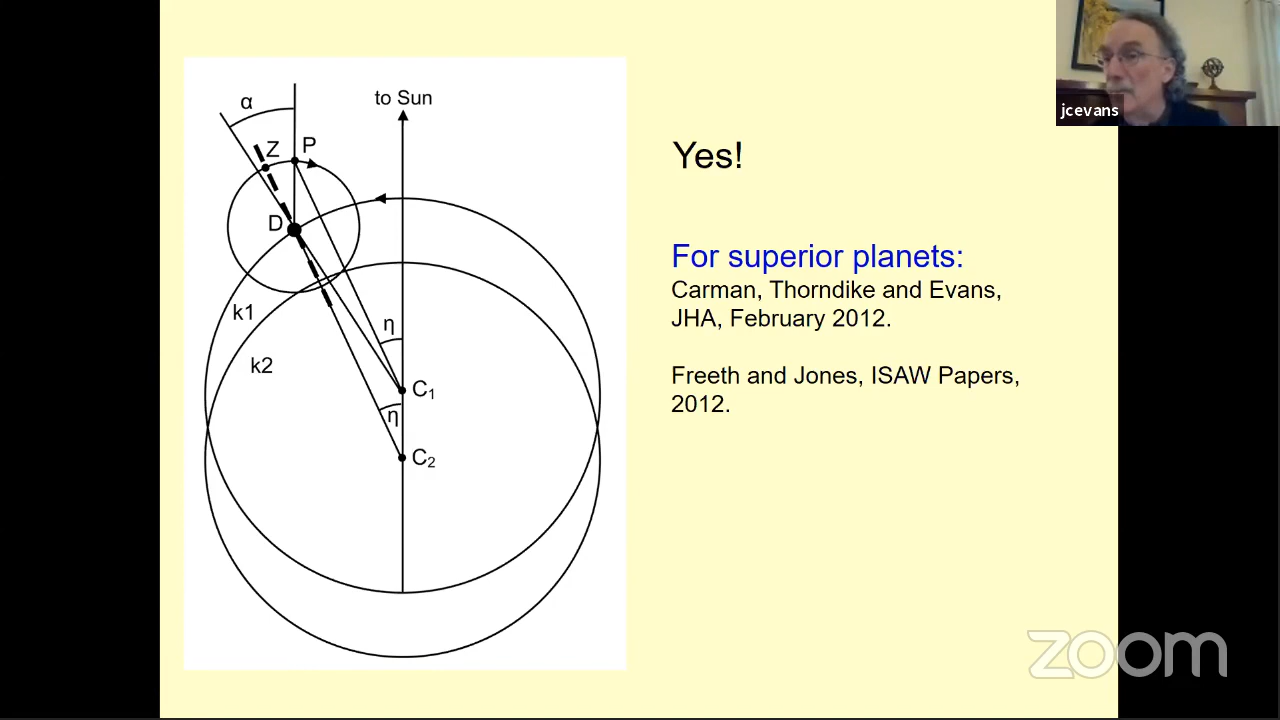 α
to Sun
Z
P
D
k1
η
k2
C₁
η
C₂
Yes!
For superior planets:
Carman, Thorndike and Evans,
JHA, February 2012.
Freeth and Jones, ISAW Papers,
2012.
jcevans
zoom